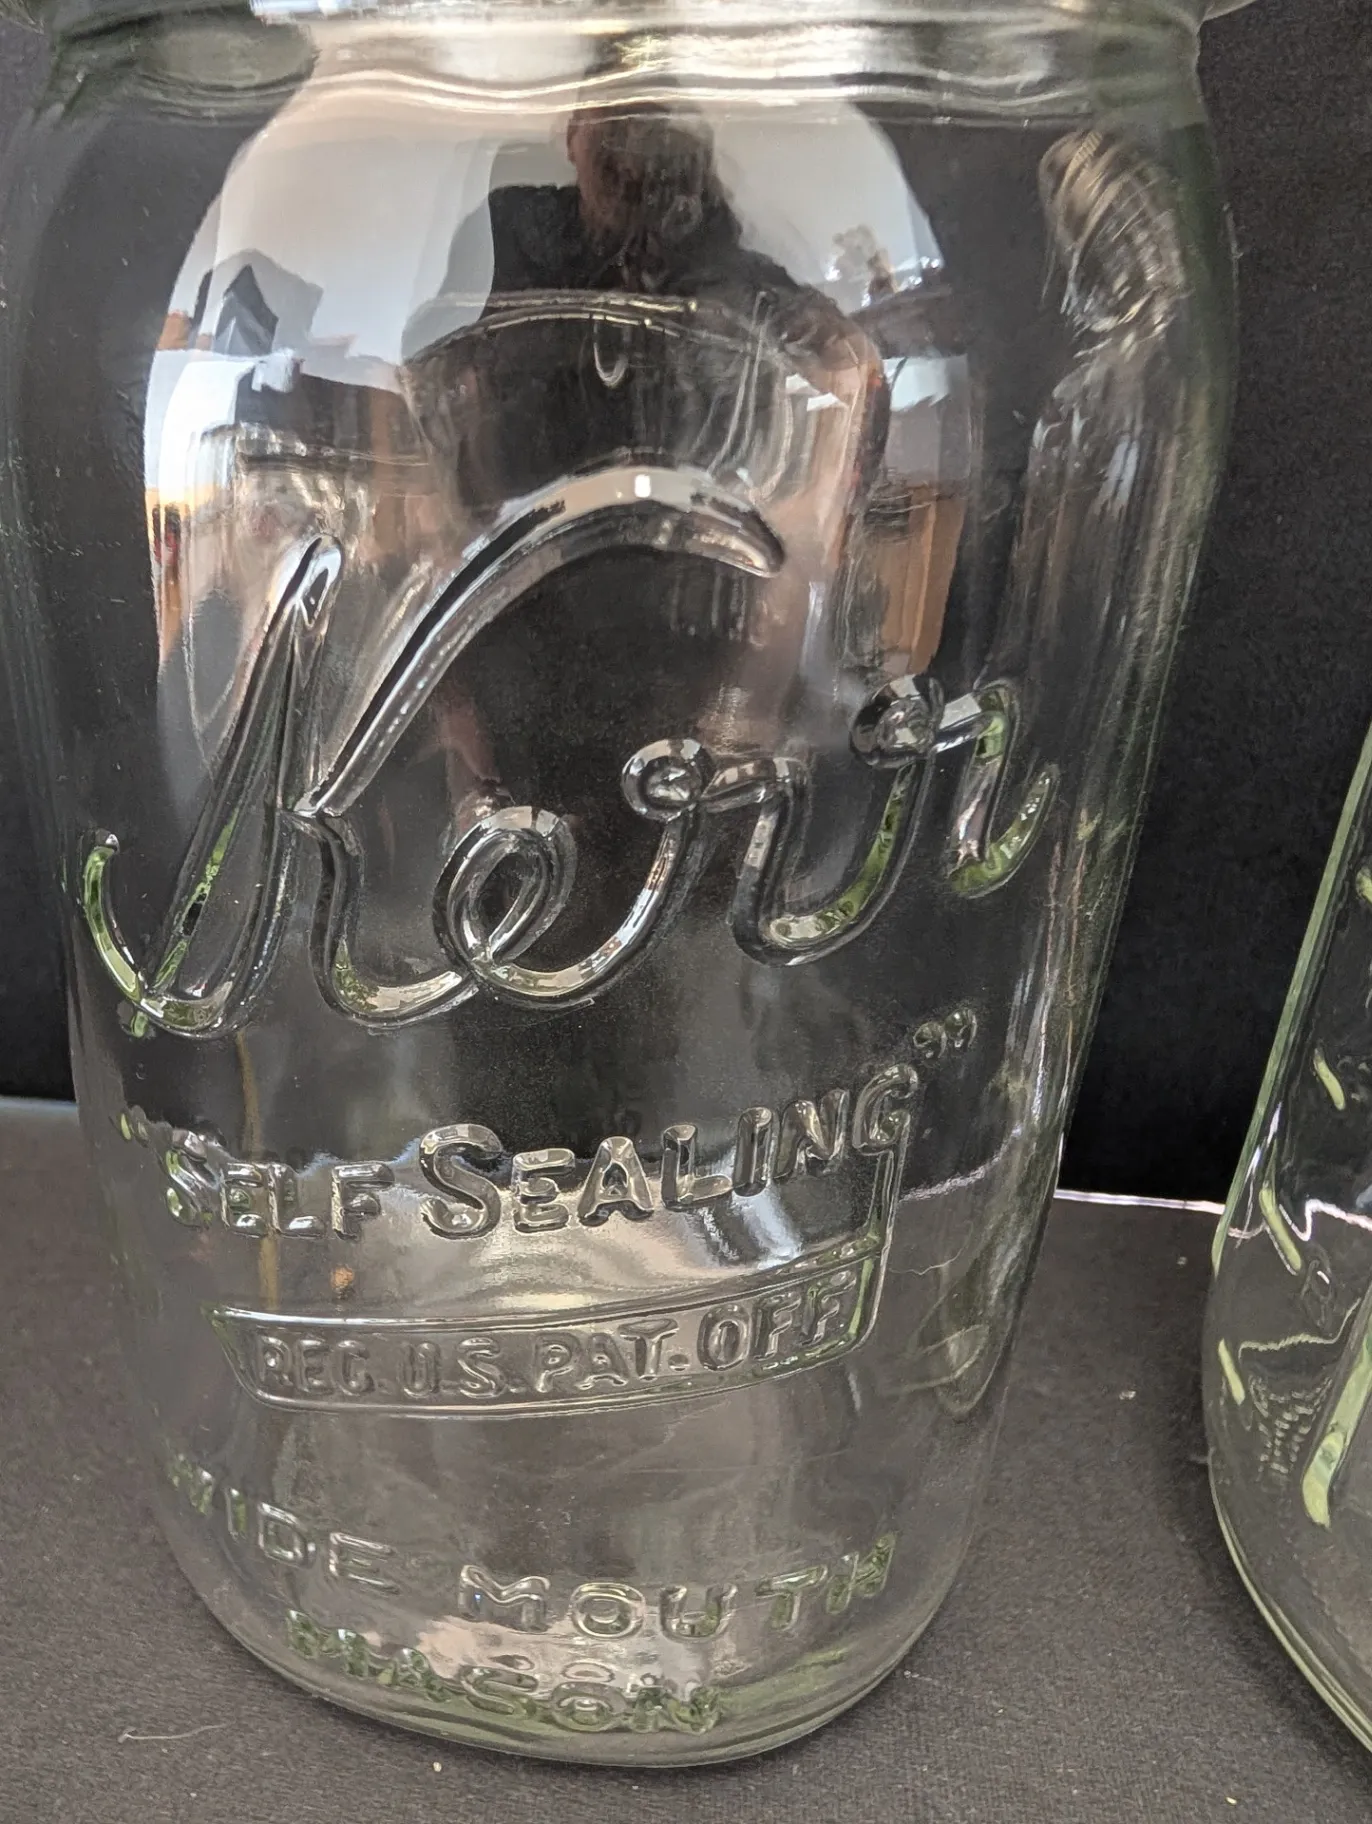 Kerr
"SELF SEALING"
REG. U.S. PAT. OFF
WIDE MOUTH
MASON